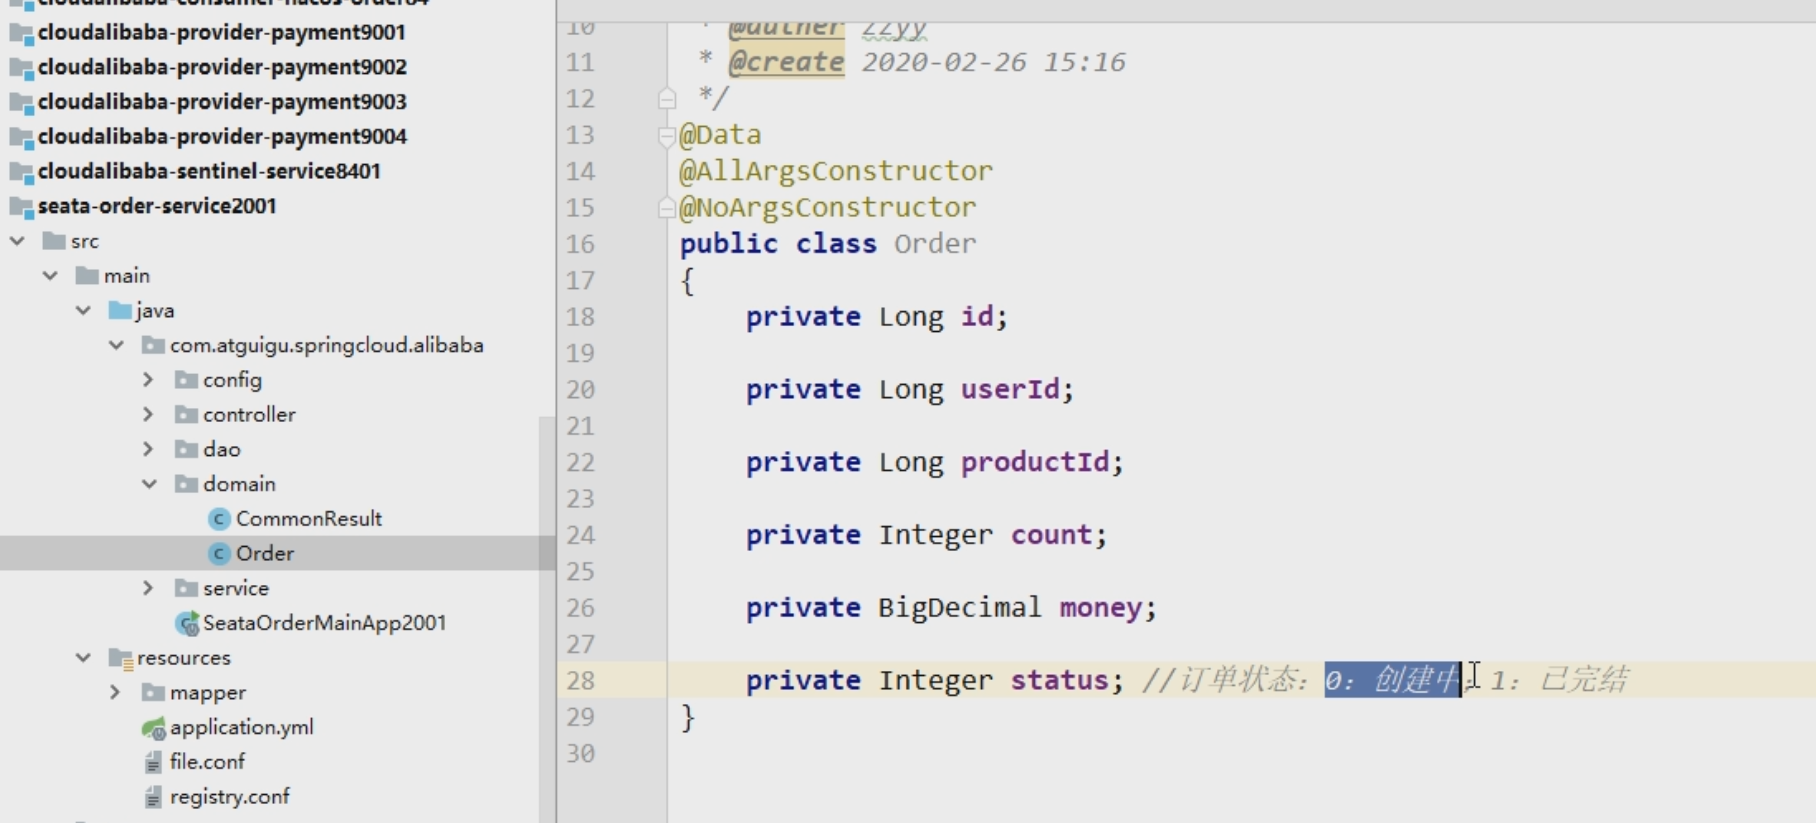 cloudalibaba-consumer-nacos-order84
cloudalibaba-provider-payment9001
cloudalibaba-provider-payment9002
cloudalibaba-provider-payment9003
cloudalibaba-provider-payment9004
cloudalibaba-sentinel-service8401
seata-order-service2001
src
main
java
com.atguigu.springcloud.alibaba
config
controller
dao
domain
CommonResult
Order
service
SeataOrderMainApp2001
resources
mapper
application.yml
file.conf
registry.conf
10 * @auther zzyy
11 * @create 2020-02-26 15:16
12 */
13 @Data
14 @AllArgsConstructor
15 @NoArgsConstructor
16 public class Order
17 {
18 private Long id;
19
20 private Long userId;
21
22 private Long productId;
23
24 private Integer count;
25
26 private BigDecimal money;
27
28 private Integer status; //订单状态：0：创建中；1：已完结
29 }
30